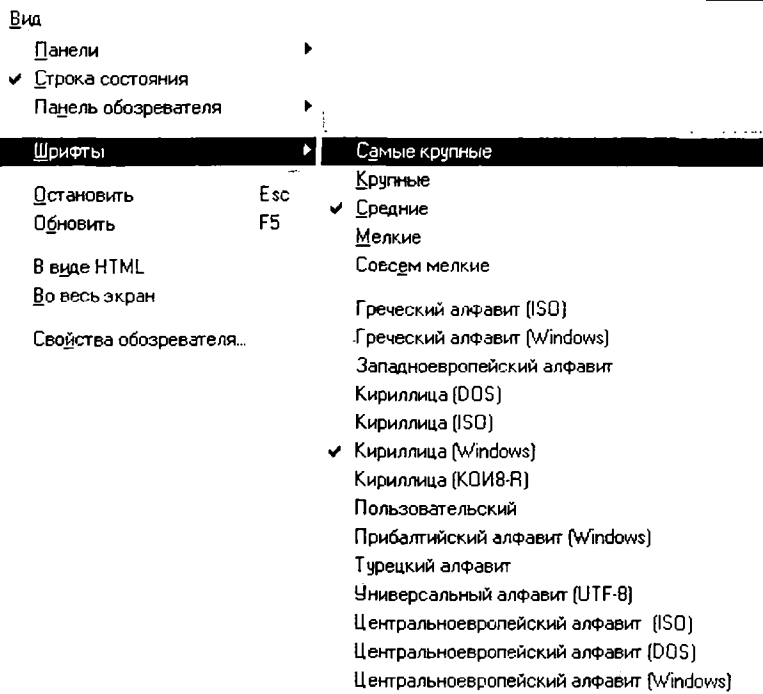 Вид
Панели
Строка состояния
Панель обозревателя
Шрифты
Остановить Esc
Обновить F5
В виде HTML
Во весь экран
Свойства обозревателя...
Самые крупные
Крупные
Средние
Мелкие
Совсем мелкие
Греческий алфавит (ISO)
Греческий алфавит (Windows)
Западноевропейский алфавит
Кириллица (DOS)
Кириллица (ISO)
Кириллица (Windows)
Кириллица (КОИ8-R)
Пользовательский
Прибалтийский алфавит (Windows)
Турецкий алфавит
Универсальный алфавит (UTF-8)
Центральноевропейский алфавит (ISO)
Центральноевропейский алфавит (DOS)
Центральноевропейский алфавит (Windows)